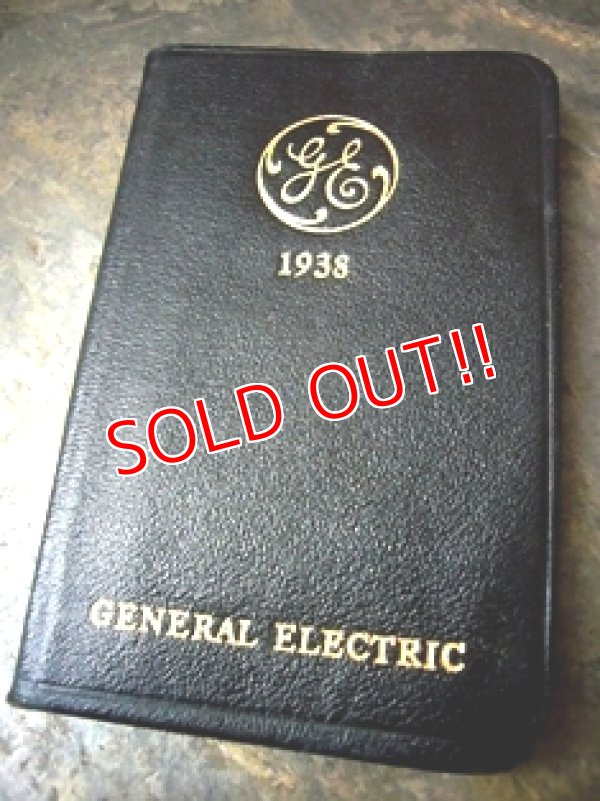 GE
1938
SOLD OUT!!
GENERAL ELECTRIC